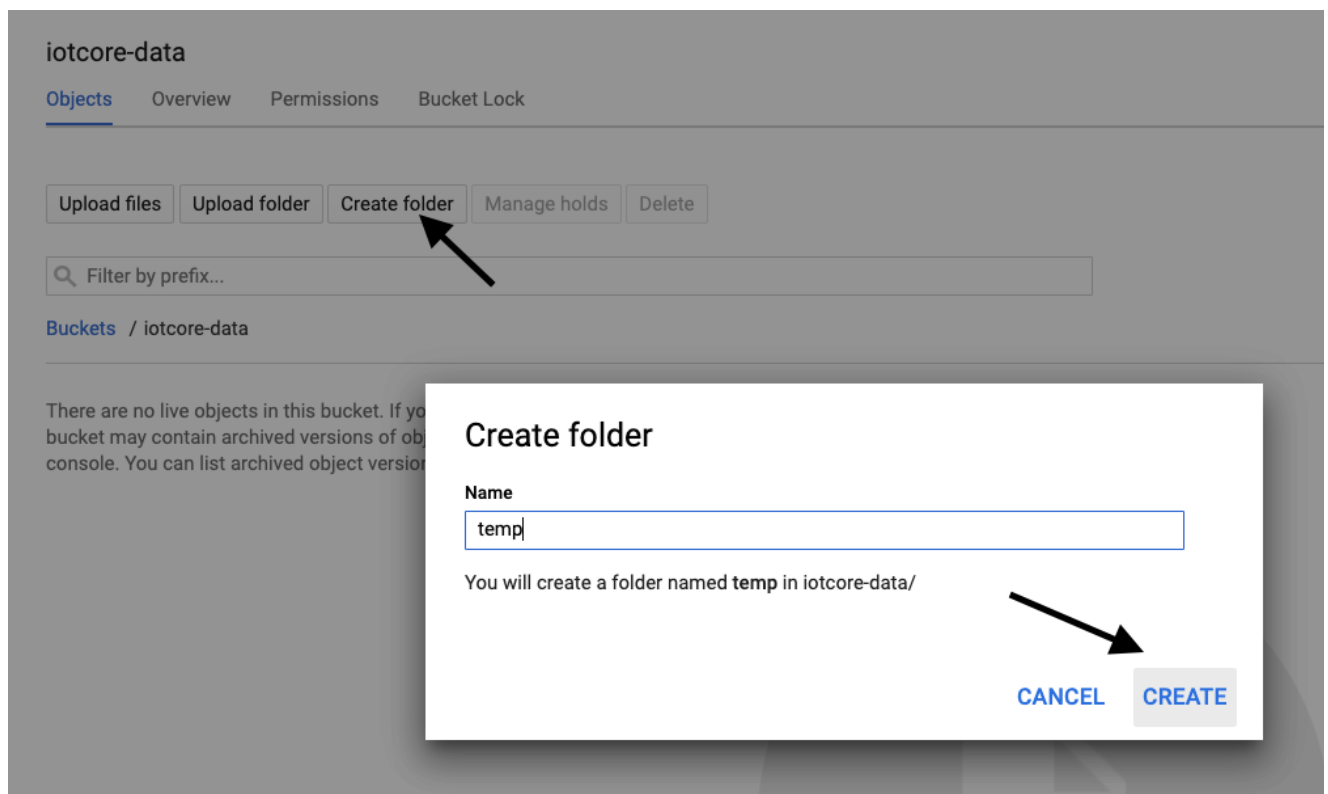 iotcore-data
Objects Overview Permissions Bucket Lock
Upload files Upload folder Create folder Manage holds Delete
Filter by prefix...
Buckets / iotcore-data
There are no live objects in this bucket. If
bucket may contain archived versions of
console. You can list archived object
Create folder
Name
temp
You will create a folder named temp in iotcore-data/
CANCEL CREATE